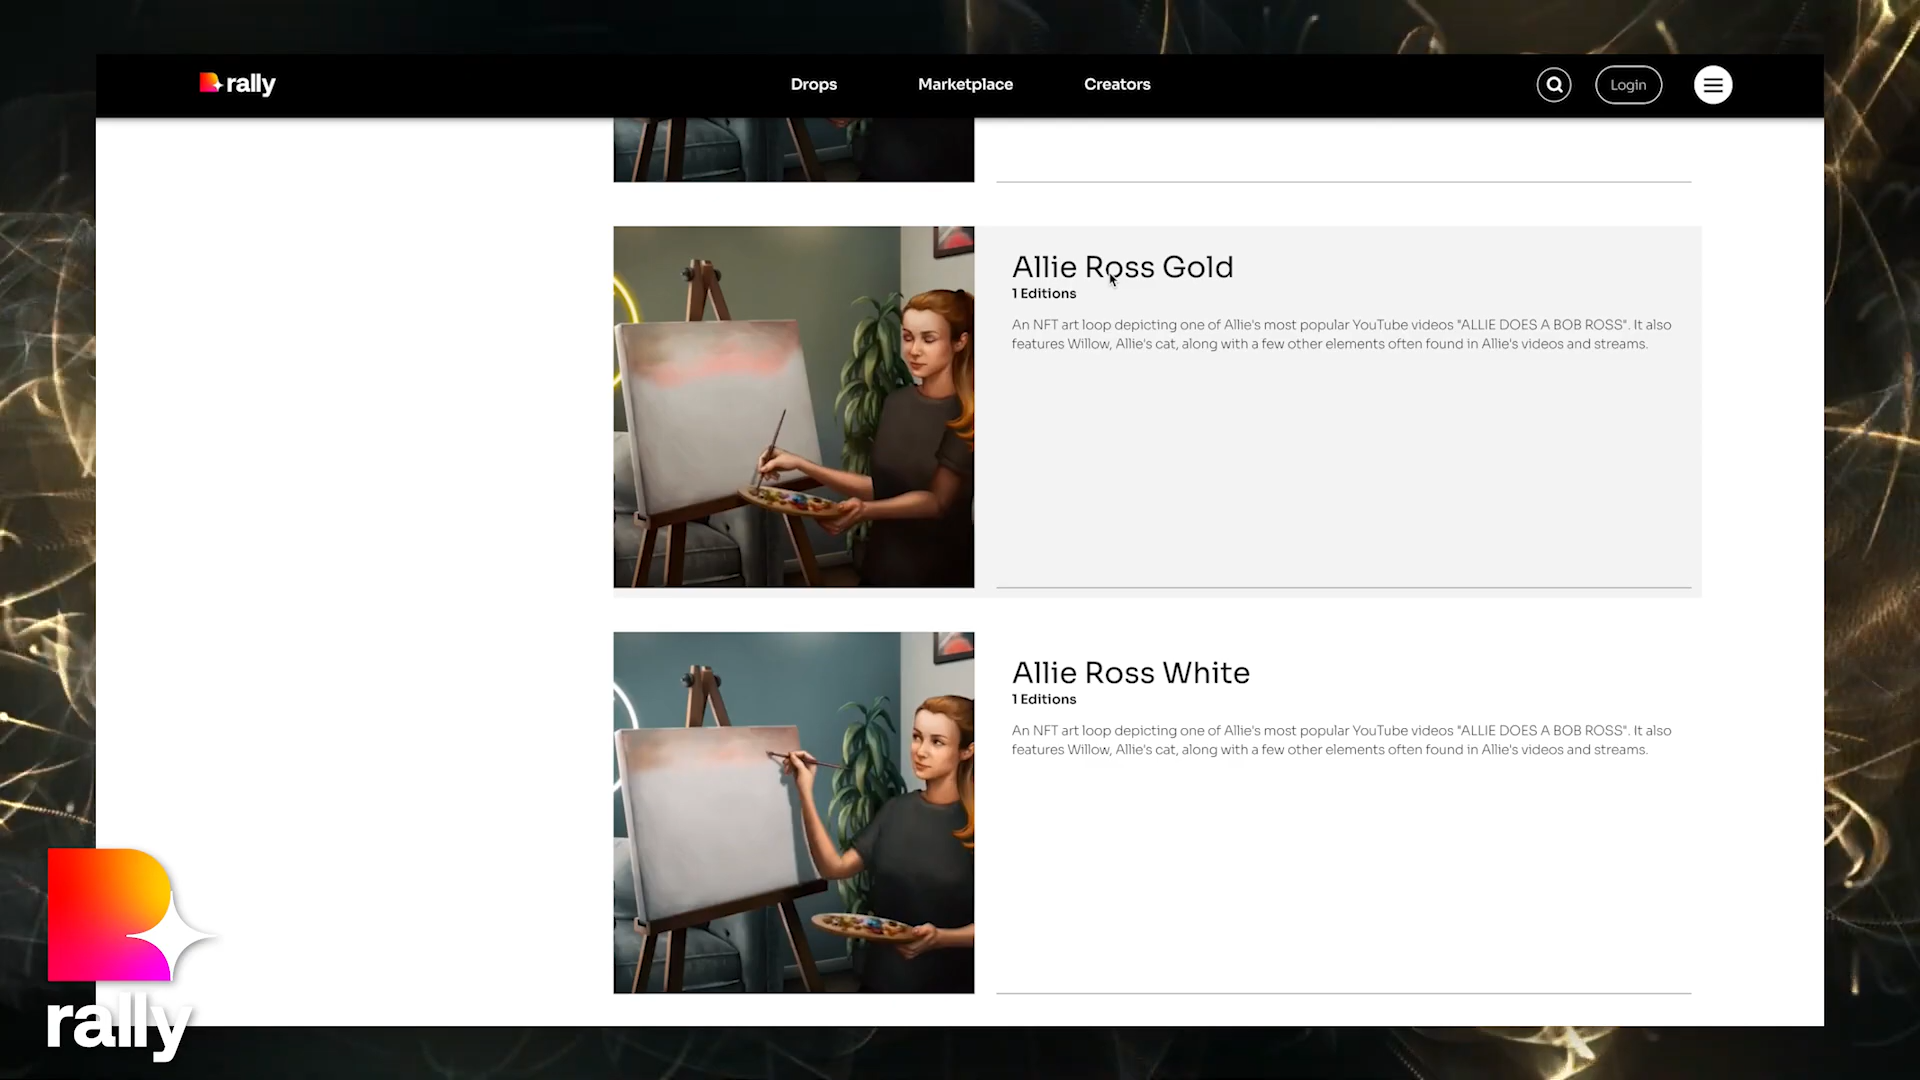 rally
Drops
Marketplace
Creators
Login
Allie Ross Gold
1 Editions
An NFT art loop depicting one of Allie's most popular YouTube videos "ALLIE DOES A BOB ROSS". It also
features Willow, Allie's cat, along with a few other elements often found in Allie's videos and streams.
Allie Ross White
1 Editions
An NFT art loop depicting one of Allie's most popular YouTube videos "ALLIE DOES A BOB ROSS". It also
features Willow, Allie's cat, along with a few other elements often found in Allie's videos and streams.
rally